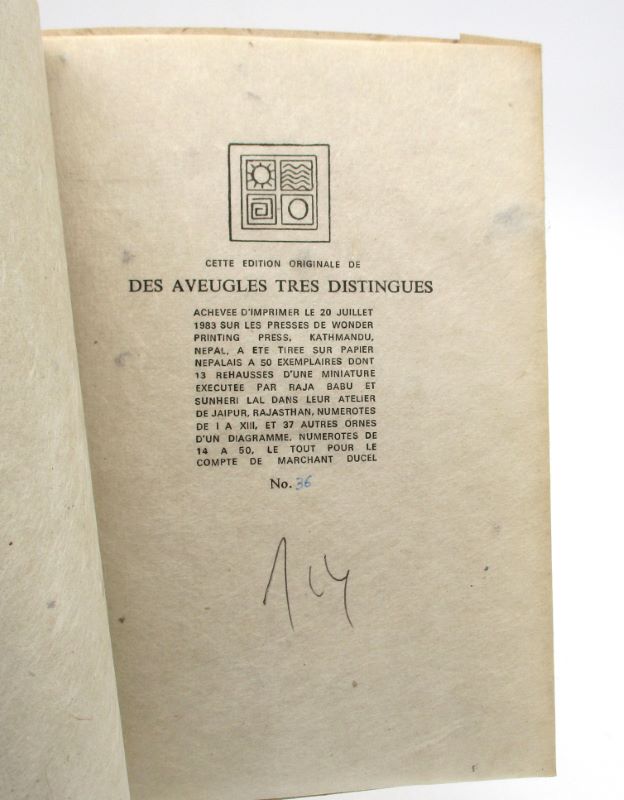 CETTE EDITION ORIGINALE DE
DES AVEUGLES TRES DISTINGUES
ACHEVEE D'IMPRIMER LE 20 JUILLET
1983 SUR LES PRESSES DE WONDER
PRINTING PRESS, KATHMANDU,
NEPAL, A ETE TIREE SUR PAPIER
NEPALAIS A 50 EXEMPLAIRES DONT
13 REHAUSSES D'UNE MINIATURE
EXECUTEE PAR RAJA BABU ET
SUNHERI LAL DANS LEUR ATELIER
DE JAIPUR, RAJASTHAN, NUMEROTES
DE I A XIII, ET 37 AUTRES ORNES
D'UN DIAGRAMME, NUMEROTES DE
14 A 50, LE TOUT POUR LE
COMPTE DE MARCHANT DUCEL
No. 36